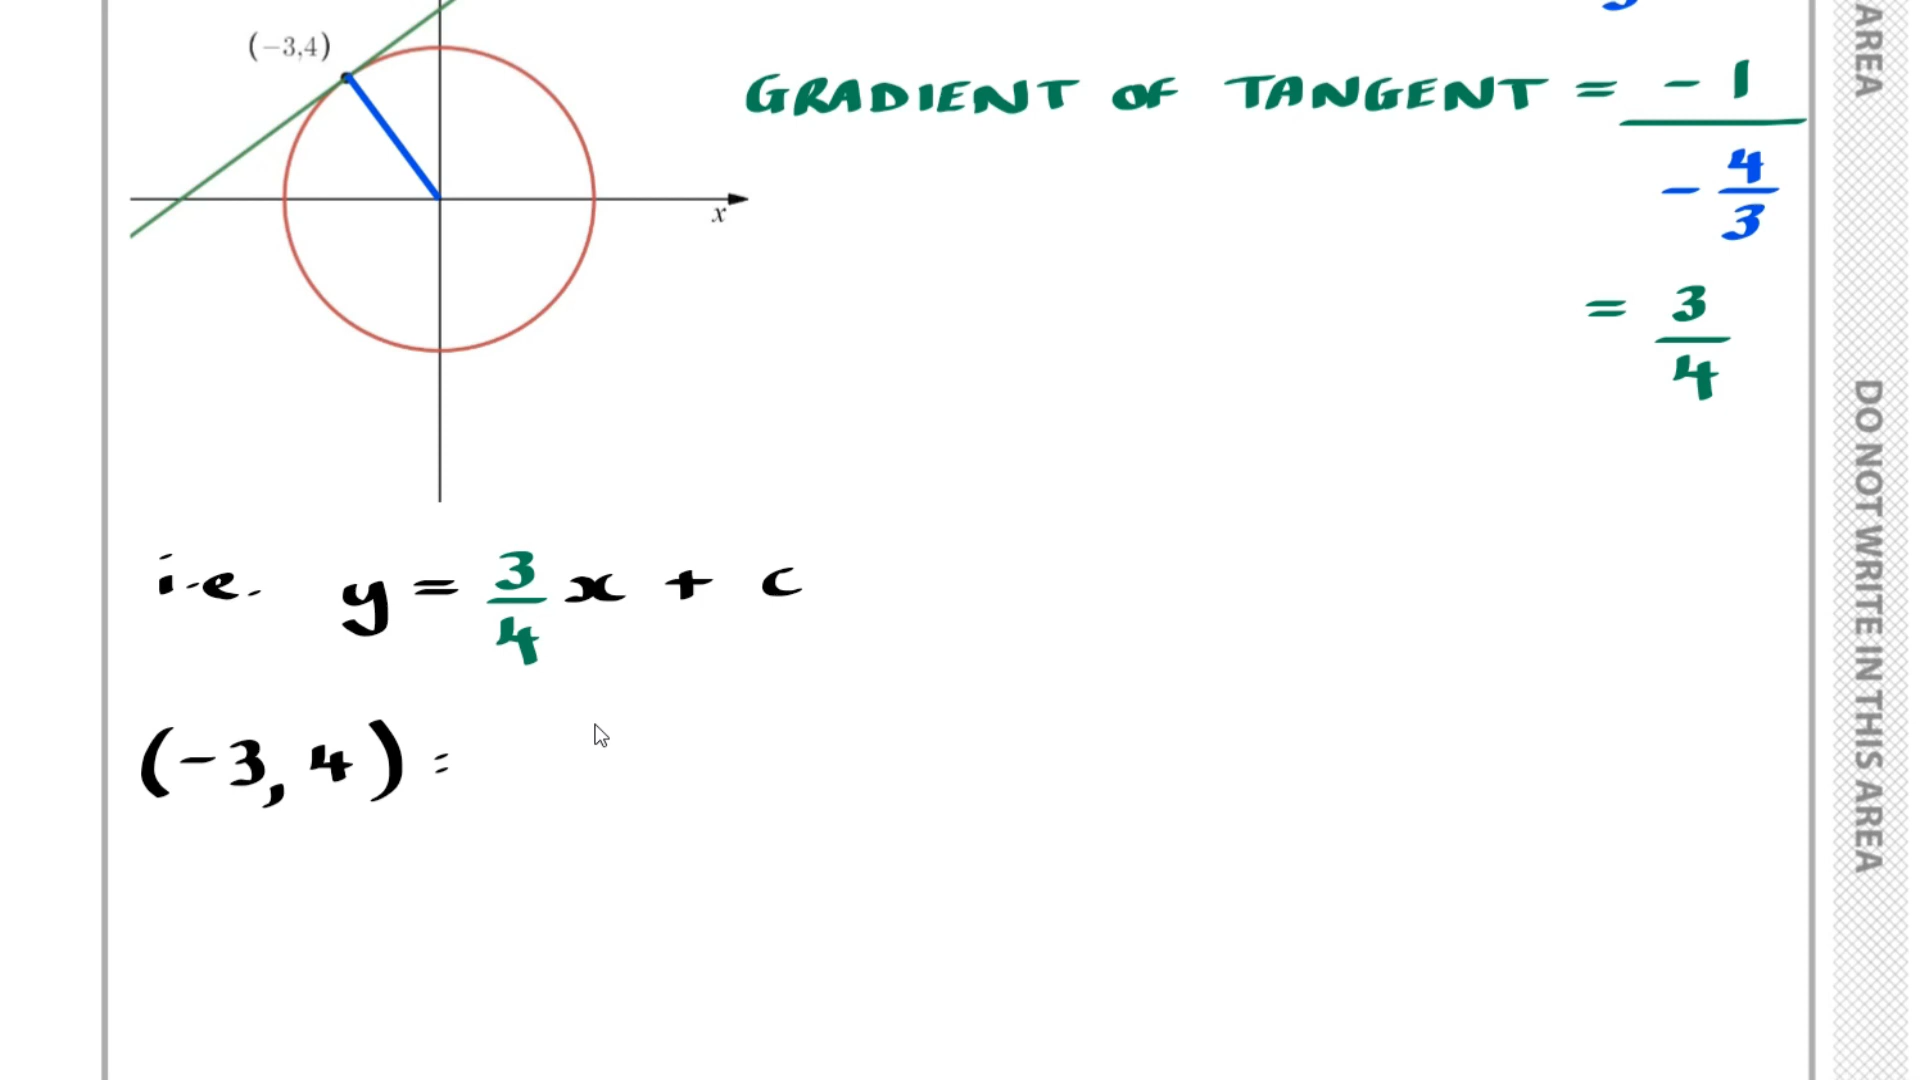 (−3,4)
x
GRADIENT OF TANGENT = -1
- 4/3
= 3/4
i.e. y = 3/4 x + c
(-3, 4) :
AREA
DO NOT WRITE IN THIS AREA